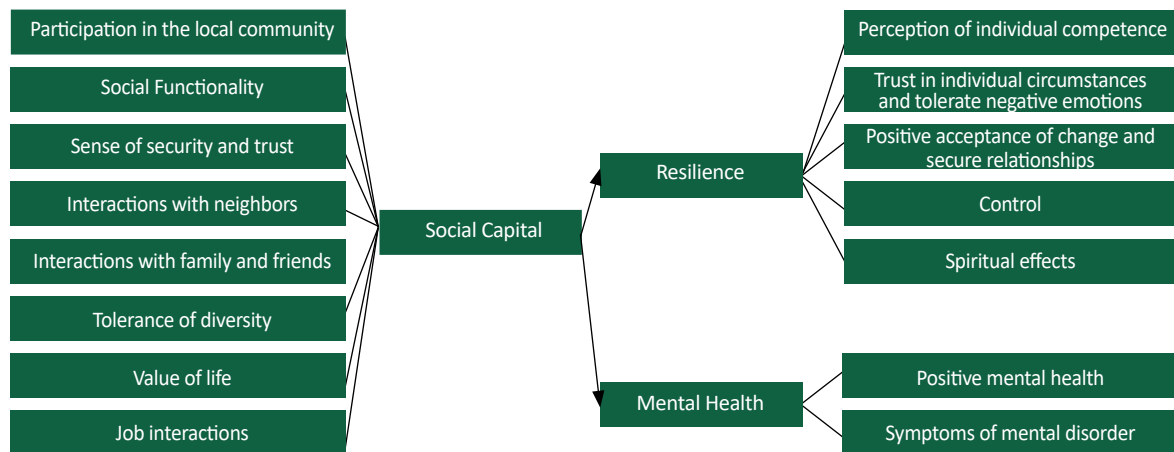 Participation in the local community
Social Functionality
Sense of security and trust
Interactions with neighbors
Interactions with family and friends
Tolerance of diversity
Value of life
Job interactions
Social Capital
Resilience
Mental Health
Perception of individual competence
Trust in individual circumstances
and tolerate negative emotions
Positive acceptance of change and
secure relationships
Control
Spiritual effects
Positive mental health
Symptoms of mental disorder